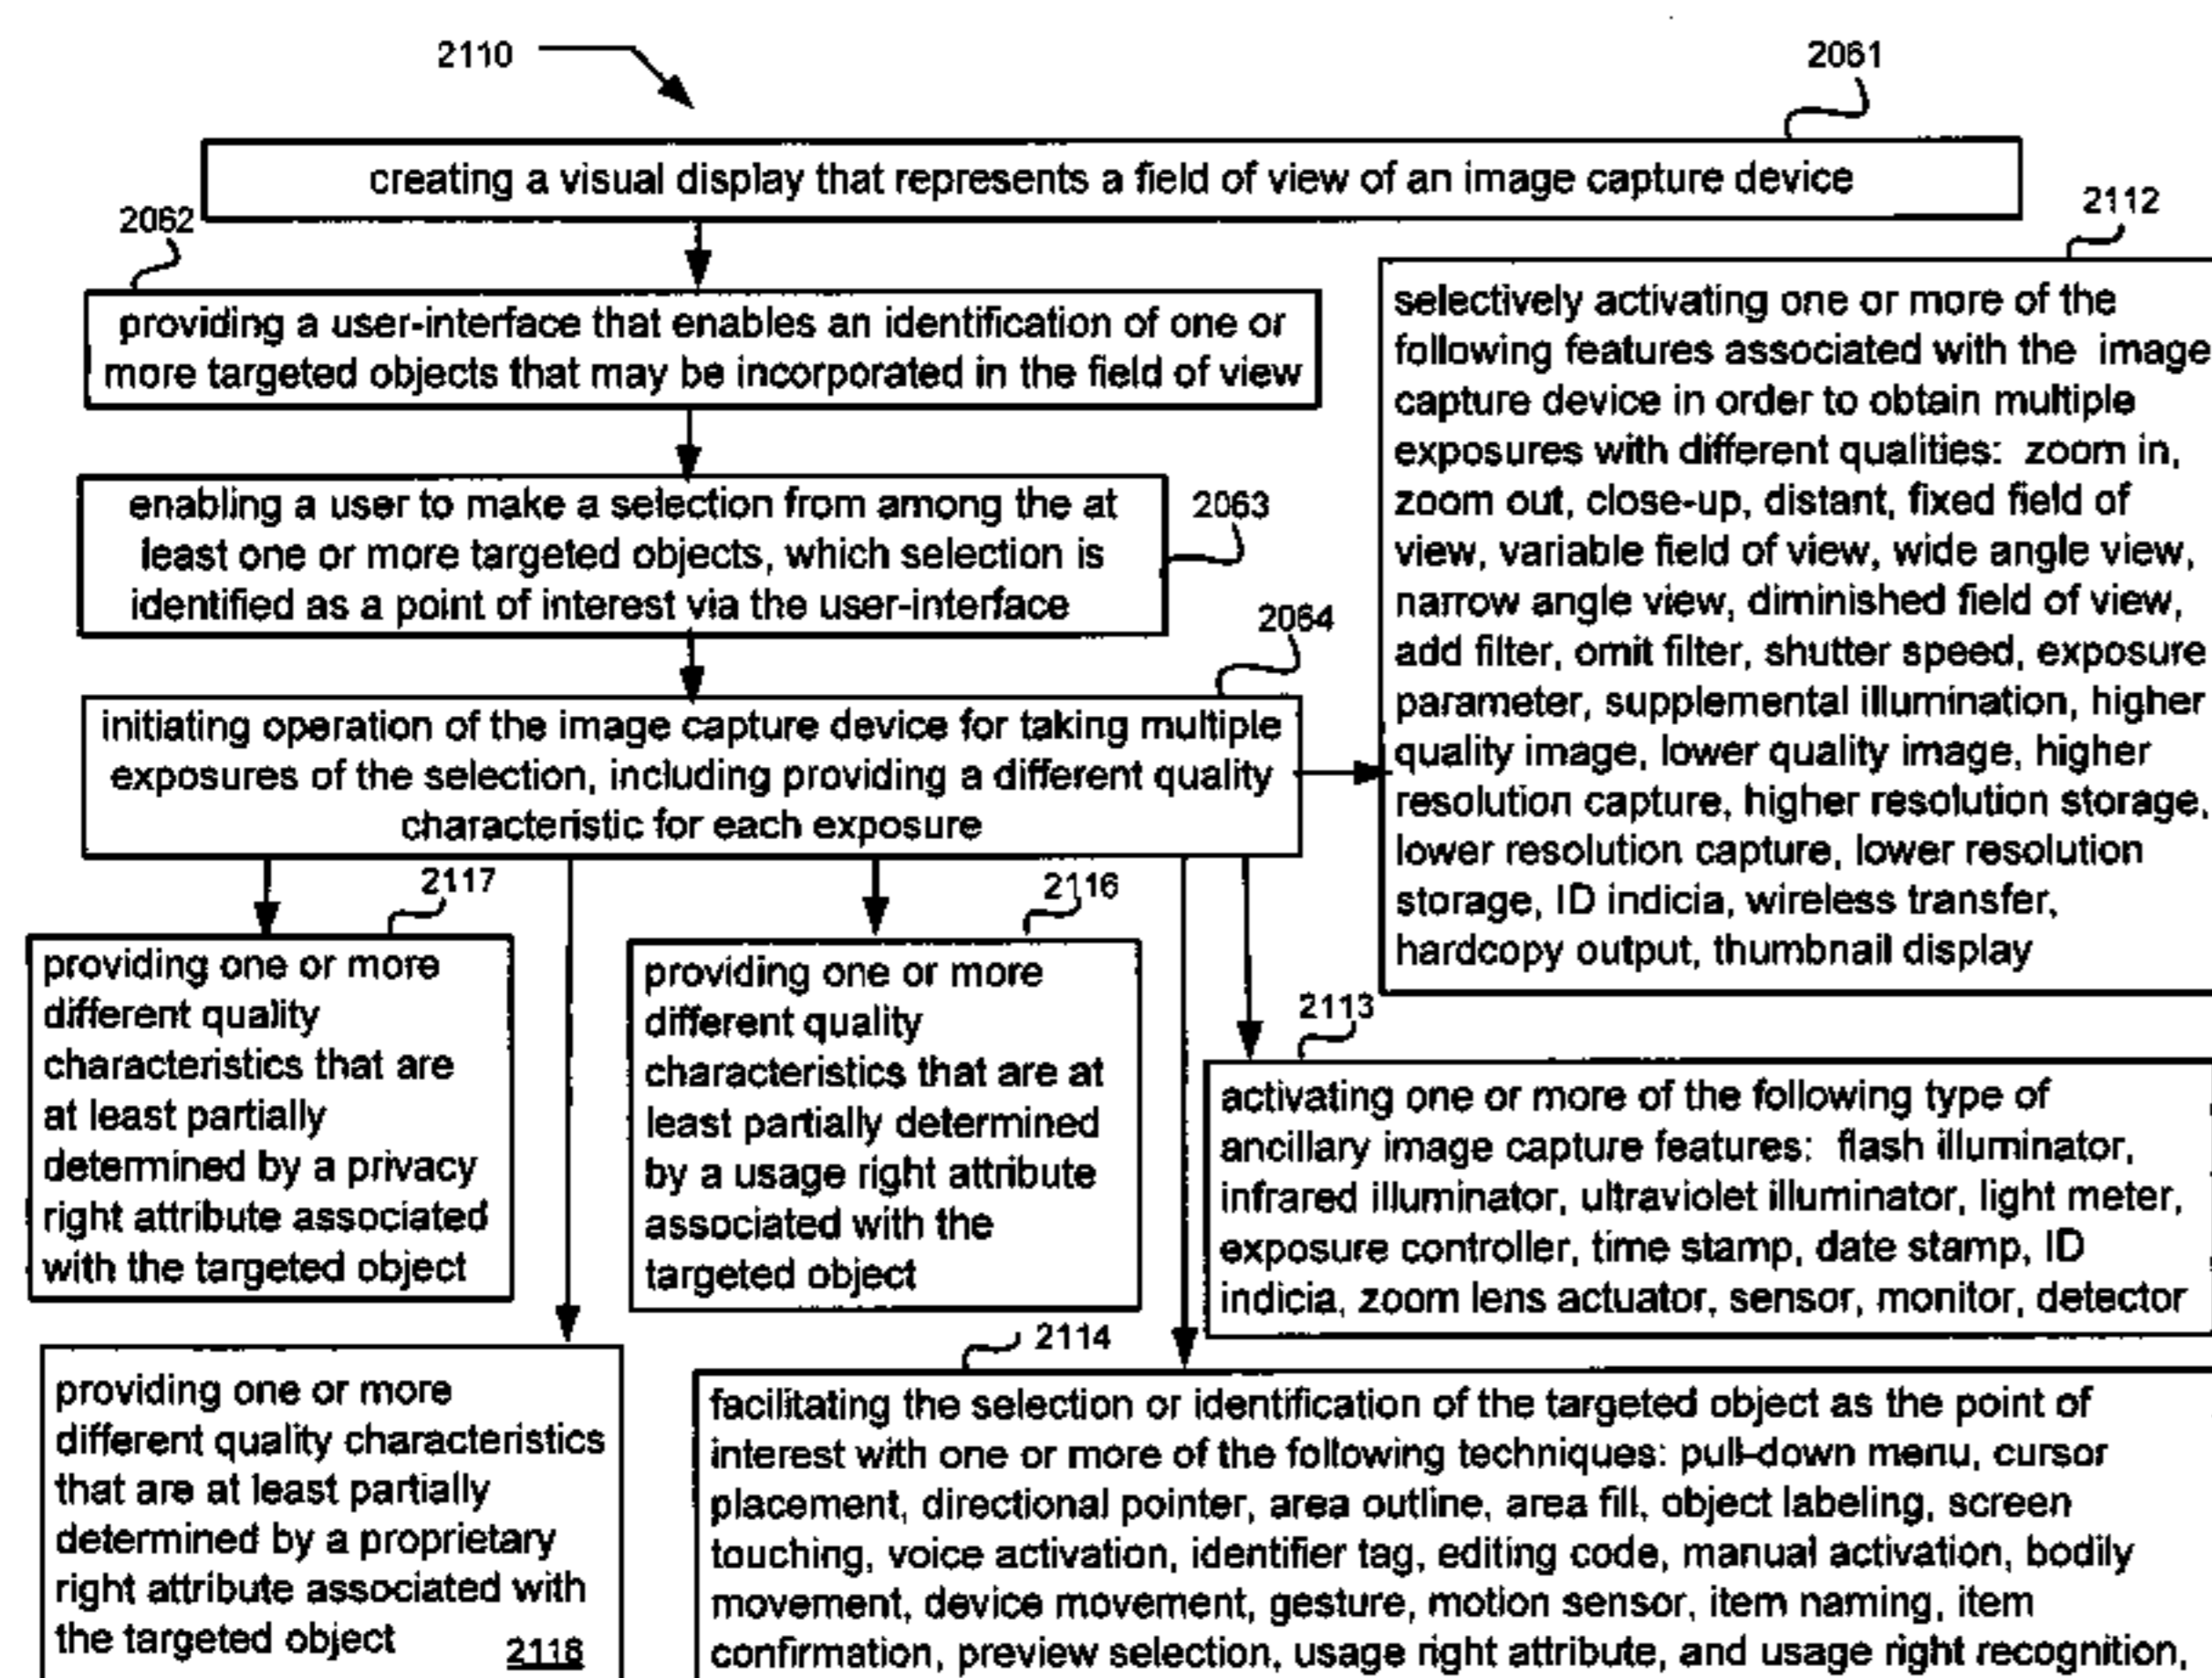 2110
2061
creating a visual display that represents a field of view of an image capture device
2062
providing a user-interface that enables an identification of one or
more targeted objects that may be incorporated in the field of view
2063
enabling a user to make a selection from among the at
least one or more targeted objects, which selection is
identified as a point of interest via the user-interface
2064
initiating operation of the image capture device for taking multiple
exposures of the selection, including providing a different quality
characteristic for each exposure
2112
selectively activating one or more of the
following features associated with the image
capture device in order to obtain multiple
exposures with different qualities: zoom in,
zoom out, close-up, distant, fixed field of
view, variable field of view, wide angle view,
narrow angle view, diminished field of view,
add filter, omit filter, shutter speed, exposure
parameter, supplemental illumination, higher
quality image, lower quality image, higher
resolution capture, higher resolution storage,
lower resolution capture, lower resolution
storage, ID indicia, wireless transfer,
hardcopy output, thumbnail display
2117
providing one or more
different quality
characteristics that are
at least partially
determined by a privacy
right attribute associated
with the targeted object
2116
providing one or more
different quality
characteristics that are at
least partially determined
by a usage right attribute
associated with the
targeted object
2113
activating one or more of the following type of
ancillary image capture features: flash illuminator,
infrared illuminator, ultraviolet illuminator, light meter,
exposure controller, time stamp, date stamp, ID
indicia, zoom lens actuator, sensor, monitor, detector
providing one or more
different quality characteristics
that are at least partially
determined by a proprietary
right attribute associated with
the targeted object 2118
2114
facilitating the selection or identification of the targeted object as the point of
interest with one or more of the following techniques: pull-down menu, cursor
placement, directional pointer, area outline, area fill, object labeling, screen
touching, voice activation, identifier tag, editing code, manual activation, bodily
movement, device movement, gesture, motion sensor, item naming, item
confirmation, preview selection, usage right attribute, and usage right recognition,